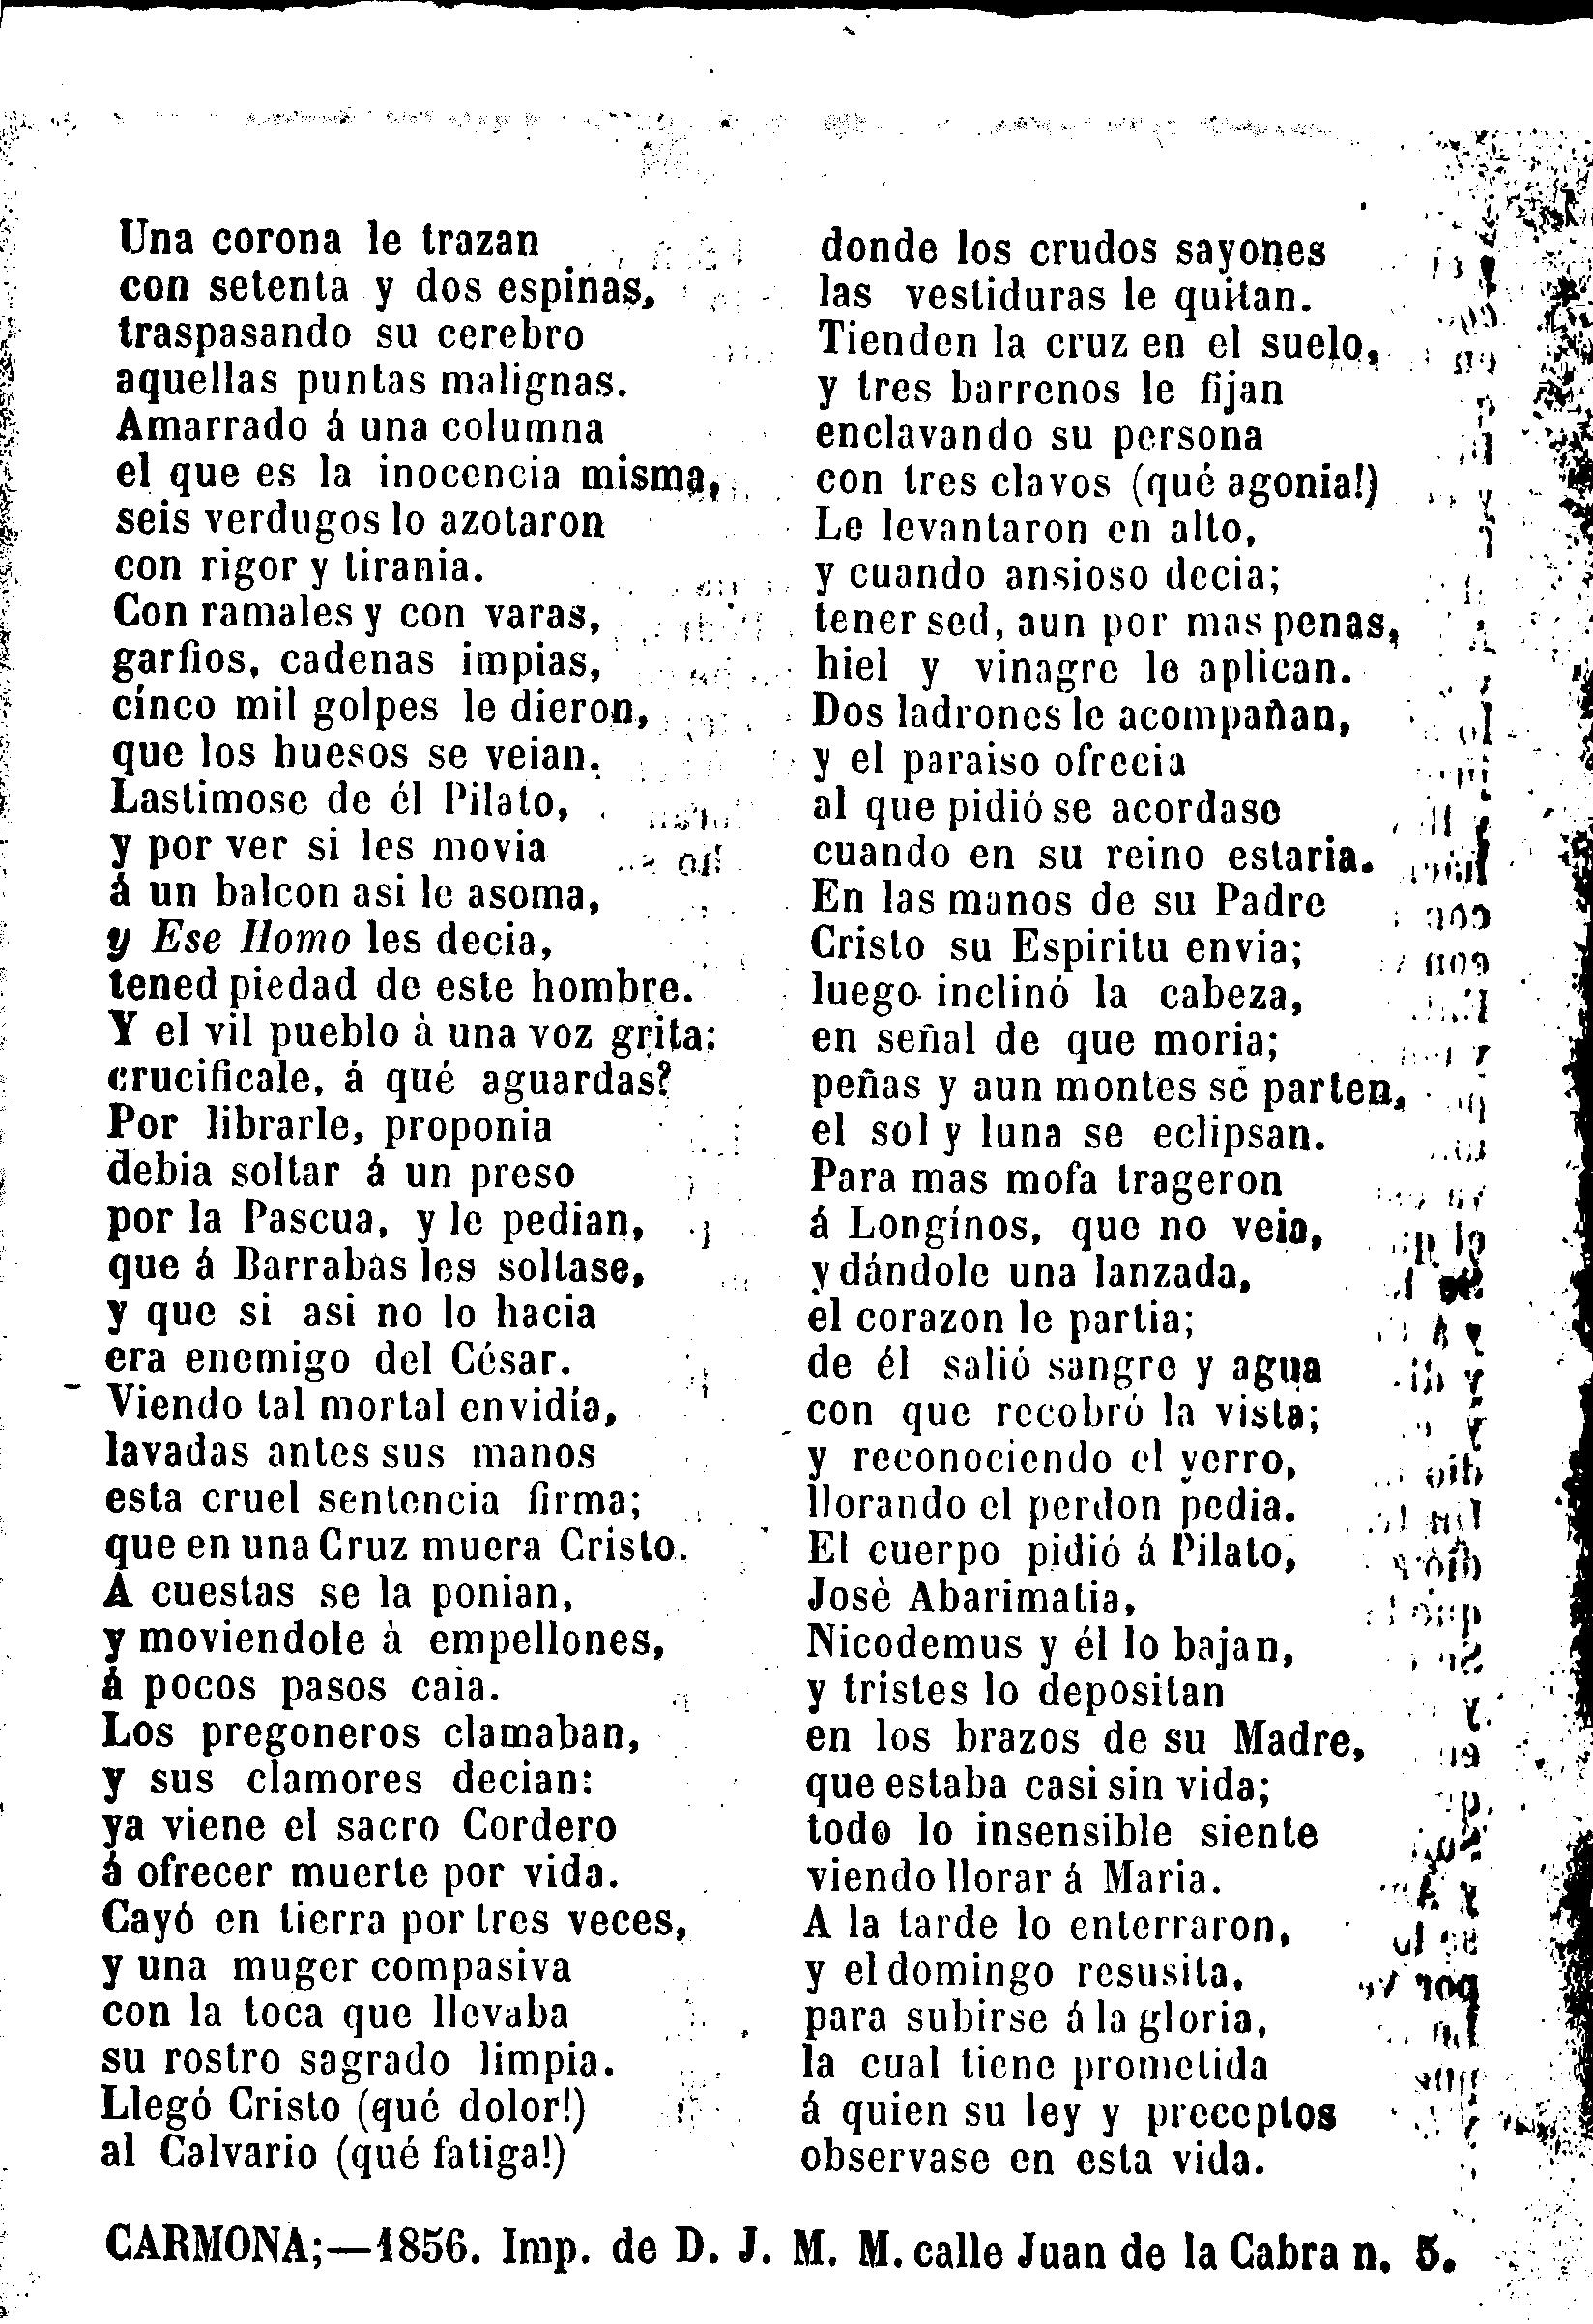 Una corona le trazan
con setenta y dos espinas,
traspasando su cerebro
aquellas puntas malignas.
Amarrado á una columna
el que es la inocencia misma,
seis verdugos lo azotaron
con rigor y tirania.
Con ramales y con varas,
garfios, cadenas impias,
cínco mil golpes le dieron,
que los huesos se veian.
Lastimose de él Pilato,
y por ver si les movia
á un balcon asi le asoma,
y Ese Homo les decia,
tened piedad de este hombre.
Y el vil pueblo à una voz grita:
crucificale, á qué aguardas?
Por librarle, proponia
debia soltar á un preso
por la Pascua, y le pedian,
que á Barrabas les soltase,
y que si asi no lo hacia
era enemigo del César.
Viendo tal mortal envidía,
lavadas antes sus manos
esta cruel sentencia firma;
que en una Cruz muera Cristo.
A cuestas se la ponian,
y moviendole à empellones,
á pocos pasos caia.
Los pregoneros clamaban,
y sus clamores decian:
ya viene el sacro Cordero
á ofrecer muerte por vida.
Cayó en tierra por tres veces,
y una muger compasiva
con la toca que llevaba
su rostro sagrado limpia.
Llegó Cristo (qué dolor!)
al Calvario (qué fatiga!)
donde los crudos sayones
las vestiduras le quitan.
Tienden la cruz en el suelo,
y tres barrenos le fijan
enclavando su persona
con tres clavos (qué agonia!)
Le levantaron en alto,
y cuando ansioso decia;
tener sed, aun por mas penas,
hiel y vinagre le aplican.
Dos ladrones le acompañan,
y el paraiso ofrecia
al que pidió se acordase
cuando en su reino estaria.
En las manos de su Padre
Cristo su Espiritu envia;
luego inclinó la cabeza,
en señal de que moria;
peñas y aun montes se parten,
el sol y luna se eclipsan.
Para mas mofa trageron
á Longínos, que no veia,
y dándole una lanzada,
el corazon le partia;
de él salió sangre y agua
con que recobró la vista;
y reconociendo el yerro,
llorando el perdon pedia.
El cuerpo pidió á Pilato,
Josè Abarimatia,
Nicodemus y él lo bajan,
y tristes lo depositan
en los brazos de su Madre,
que estaba casi sin vida;
todo lo insensible siente
viendo llorar á Maria.
A la tarde lo enterraron,
y el domingo resusita,
para subirse á la gloria,
la cual tiene prometida
á quien su ley y preceptos
observase en esta vida.
CARMONA;—1856. Imp. de D. J. M. M. calle Juan de la Cabra n. 5.